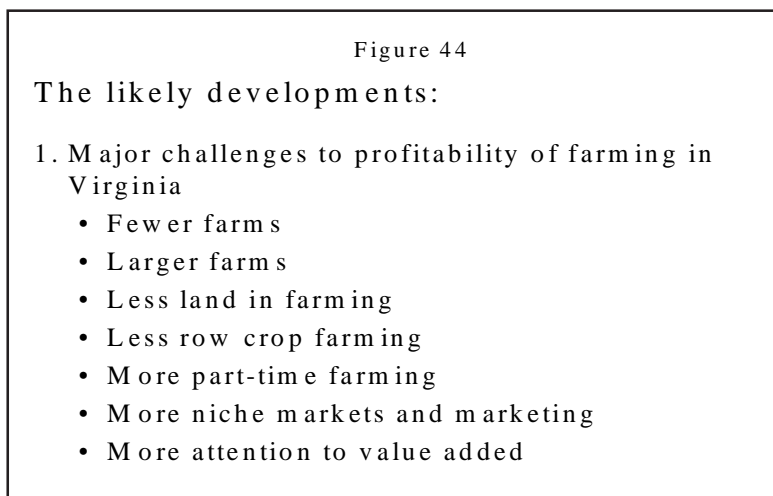 Figure 44
The likely developments:
1. Major challenges to profitability of farming in
Virginia
• Fewer farms
• Larger farms
• Less land in farming
• Less row crop farming
• More part-time farming
• More niche markets and marketing
• More attention to value added